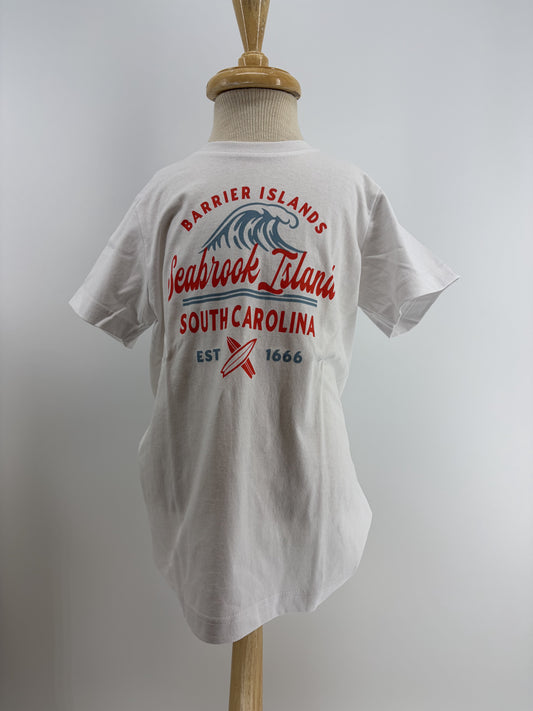 BARRIER ISLANDS
Seabrook Island
SOUTH CAROLINA
EST 1666